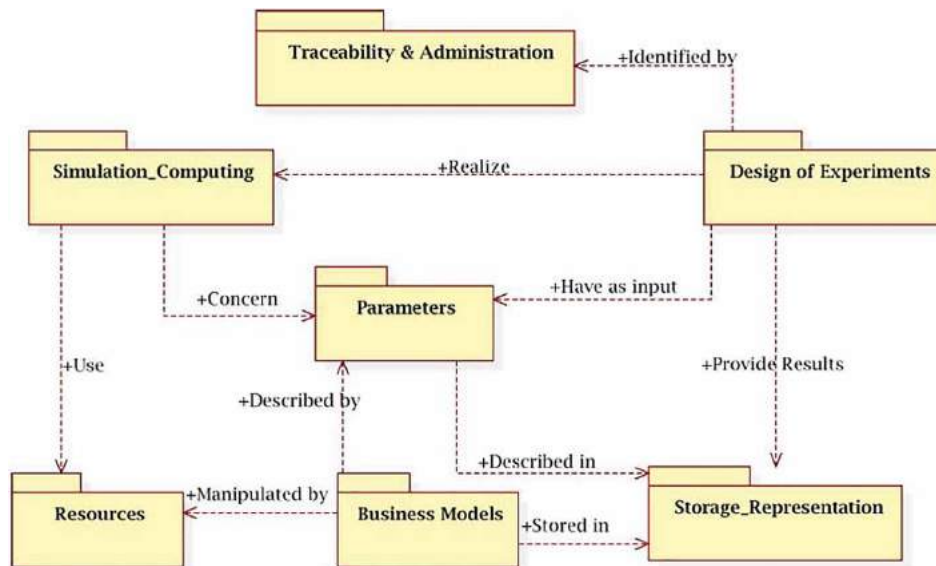 Traceability & Administration
+Identified by
Simulation_Computing
+Realize
Design of Experiments
+Concern
Parameters
+Have as input
+Use
+Provide Results
+Described by
+Described in
Resources
+Manipulated by
Business Models
+Stored in
Storage_Representation